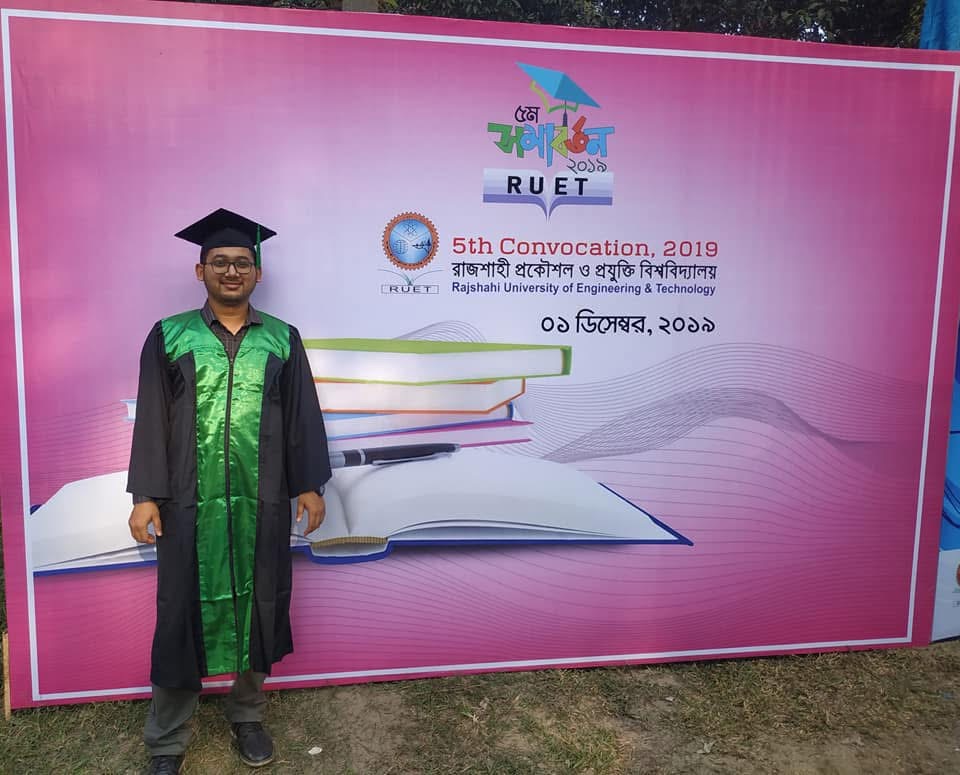 ৫ম
সমাবর্তন
২০১৯
RUET
5th Convocation, 2019
রাজশাহী প্রকৌশল ও প্রযুক্তি বিশ্ববিদ্যালয়
RUET
Rajshahi University of Engineering & Technology
০১ ডিসেম্বর, ২০১৯